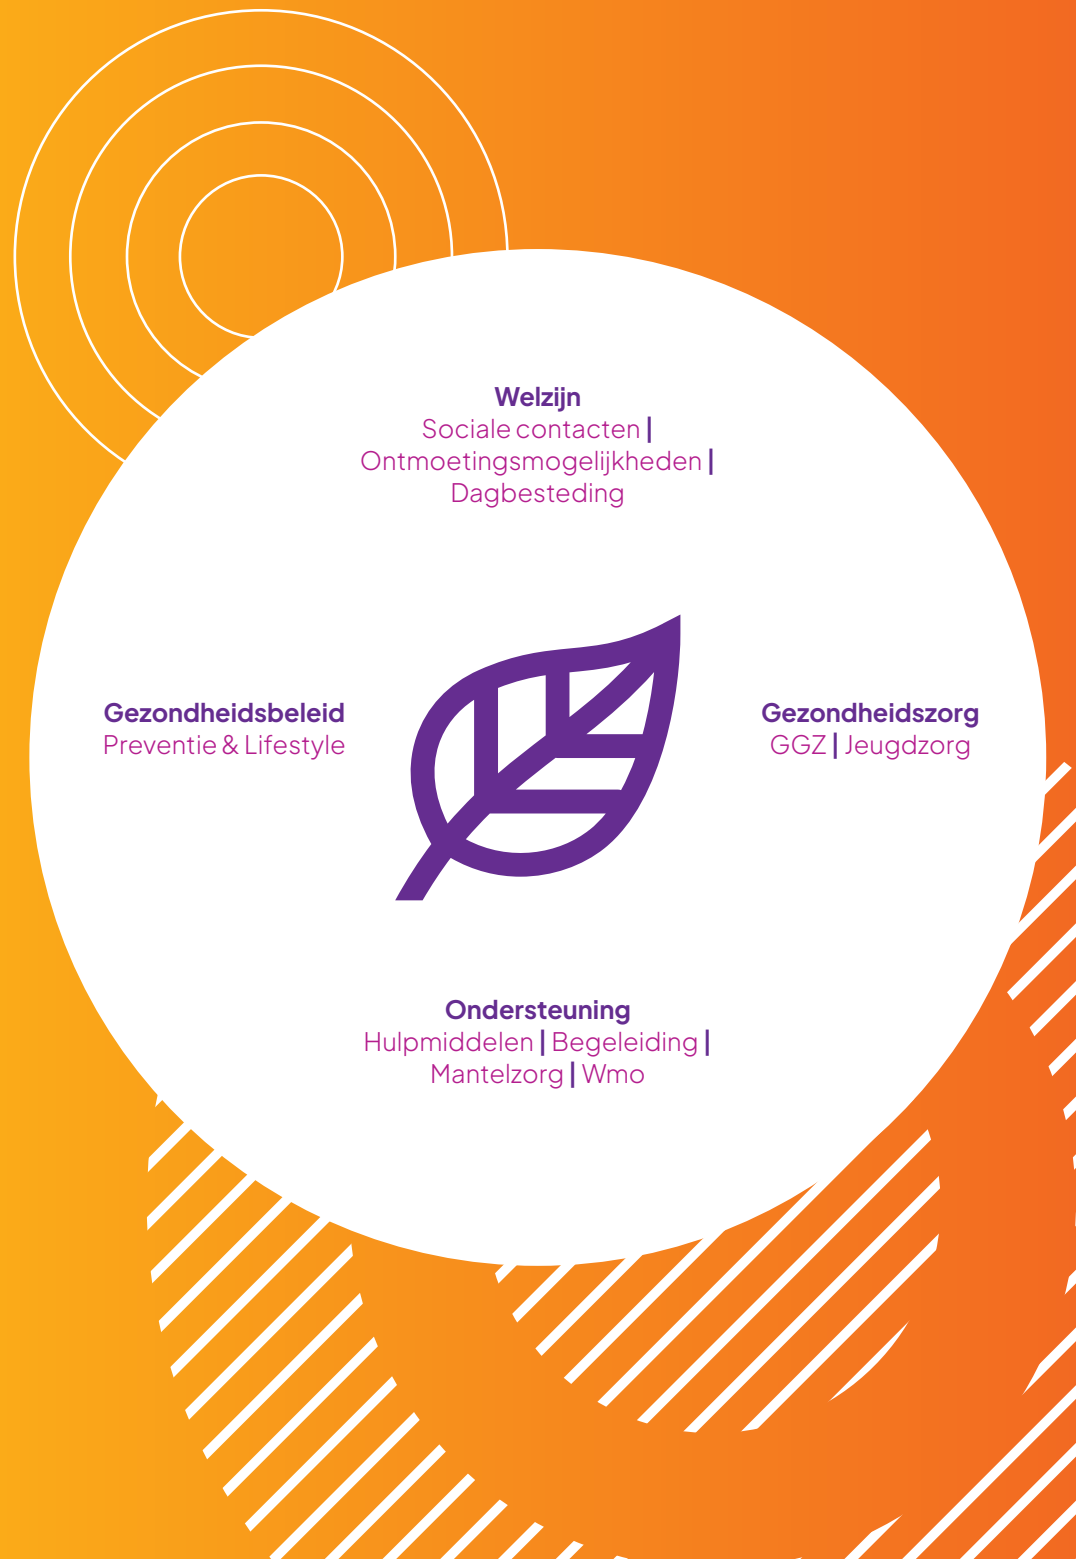 Welzijn
Sociale contacten |
Ontmoetingsmogelijkheden |
Dagbesteding
Gezondheidsbeleid
Preventie & Lifestyle
Gezondheidszorg
GGZ | Jeugdzorg
Ondersteuning
Hulpmiddelen | Begeleiding |
Mantelzorg | Wmo